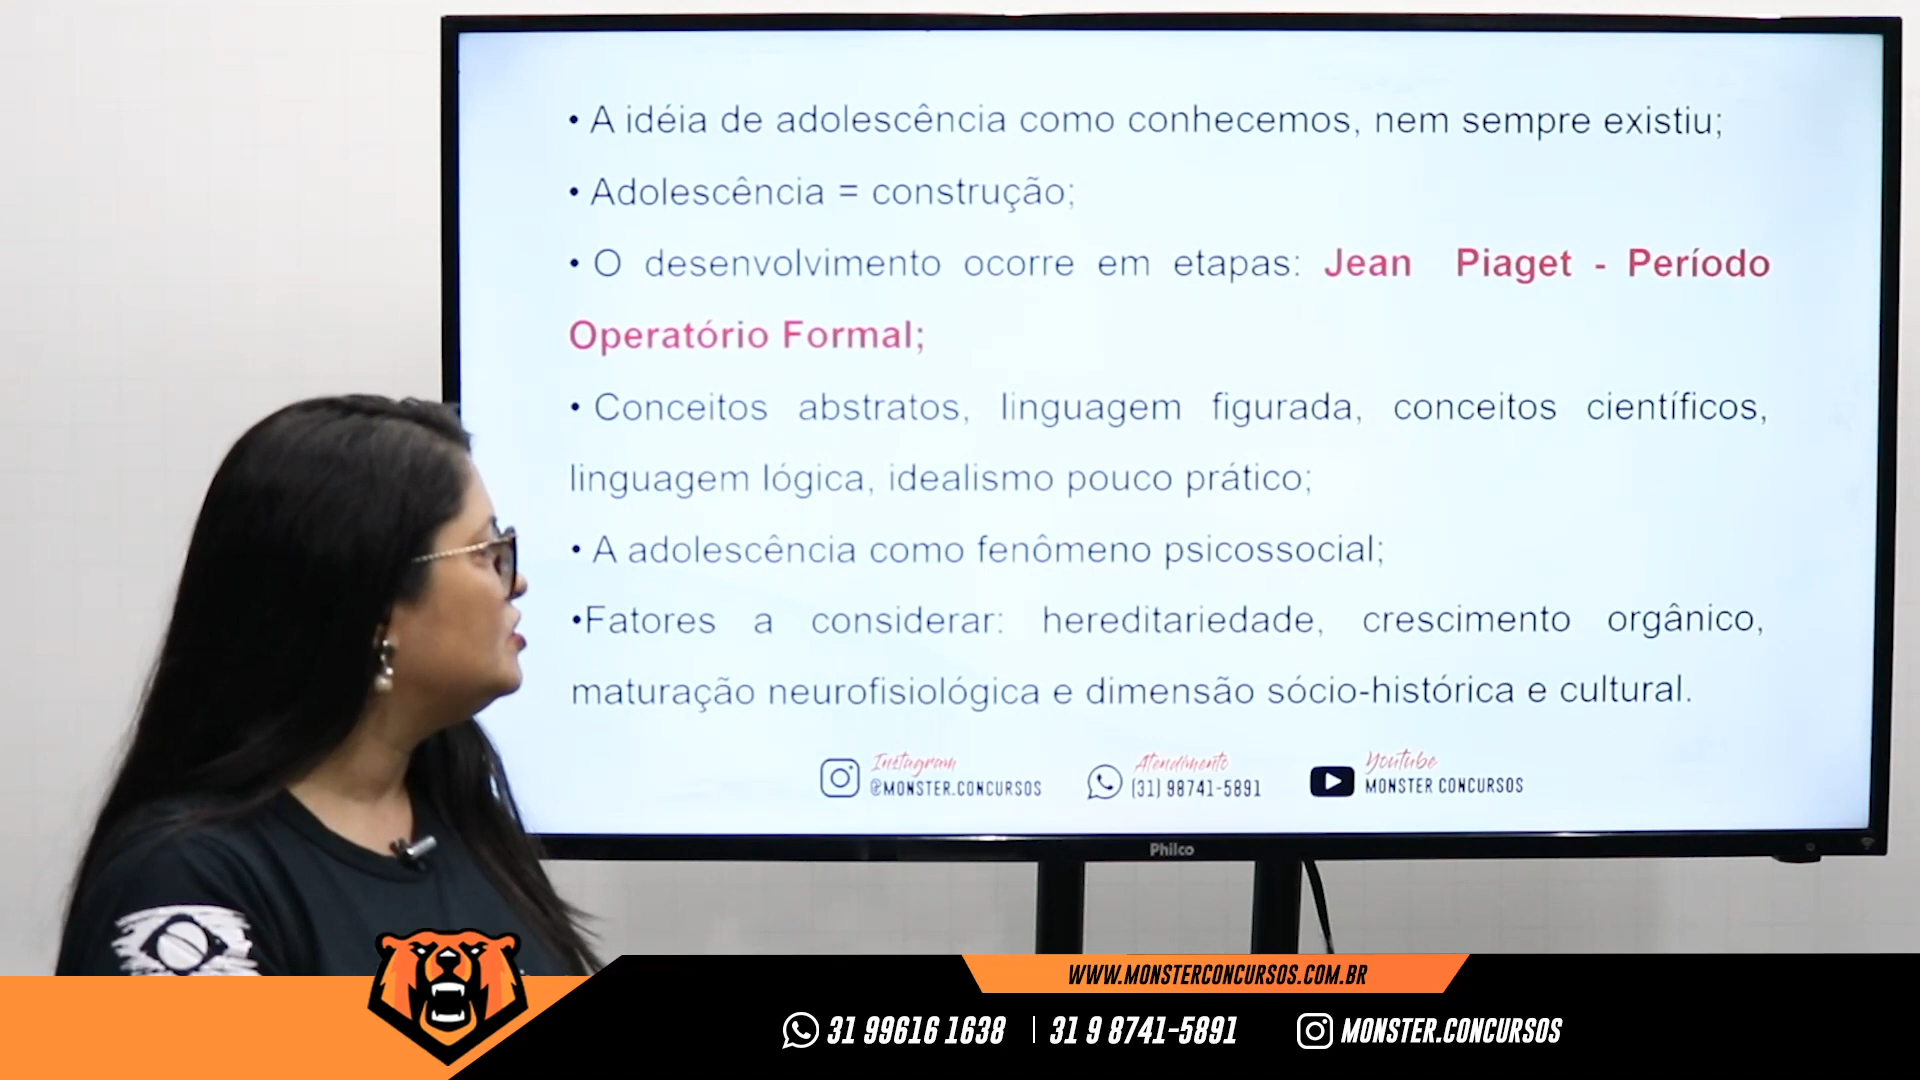 • A idéia de adolescência como conhecemos, nem sempre existiu;
• Adolescência = construção;
• O desenvolvimento ocorre em etapas: Jean Piaget - Período
Operatório Formal;
• Conceitos abstratos, linguagem figurada, conceitos científicos,
linguagem lógica, idealismo pouco prático;
• A adolescência como fenômeno psicossocial;
•Fatores a considerar: hereditariedade, crescimento orgânico,
maturação neurofisiológica e dimensão sócio-histórica e cultural.
Instagram
@MONSTER.CONCURSOS
Atendimento
(31) 98741-5891
Youtube
MONSTER CONCURSOS
Philco
WWW.MONSTERCONCURSOS.COM.BR
31 99616 1638 | 31 9 8741-5891
MONSTER.CONCURSOS